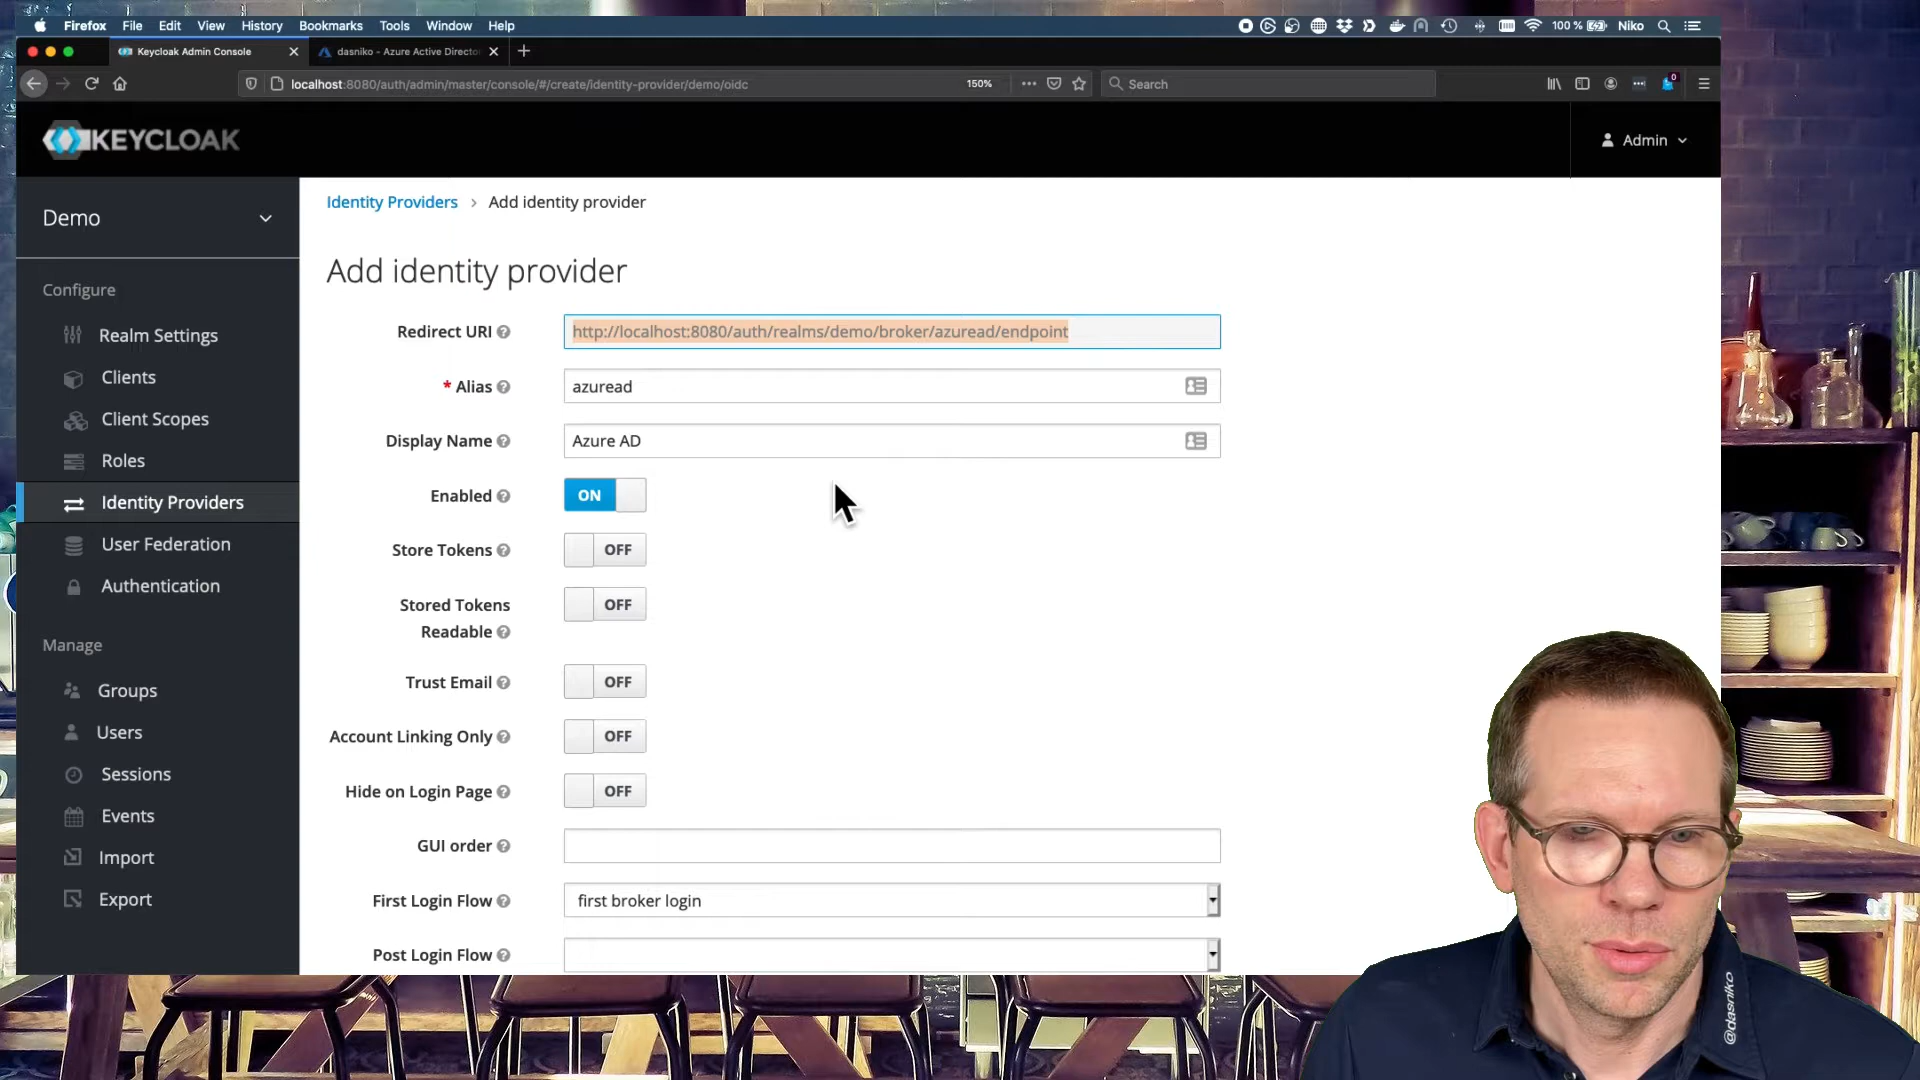 Firefox File Edit View History Bookmarks Tools Window Help 100 % Niko
Keycloak Admin Console dasniko - Azure Active Directo
localhost:8080/auth/admin/master/console/#/create/identity-provider/demo/oidc 150% Search 0
KEYCLOAK Admin
Demo
Configure
Realm Settings
Clients
Client Scopes
Roles
Identity Providers
User Federation
Authentication
Manage
Groups
Users
Sessions
Events
Import
Export
Identity Providers > Add identity provider
Add identity provider
Redirect URI http://localhost:8080/auth/realms/demo/broker/azuread/endpoint
* Alias azuread
Display Name Azure AD
Enabled ON
Store Tokens OFF
Stored Tokens
Readable OFF
Trust Email OFF
Account Linking Only OFF
Hide on Login Page OFF
GUI order
First Login Flow first broker login
Post Login Flow
@dasniko